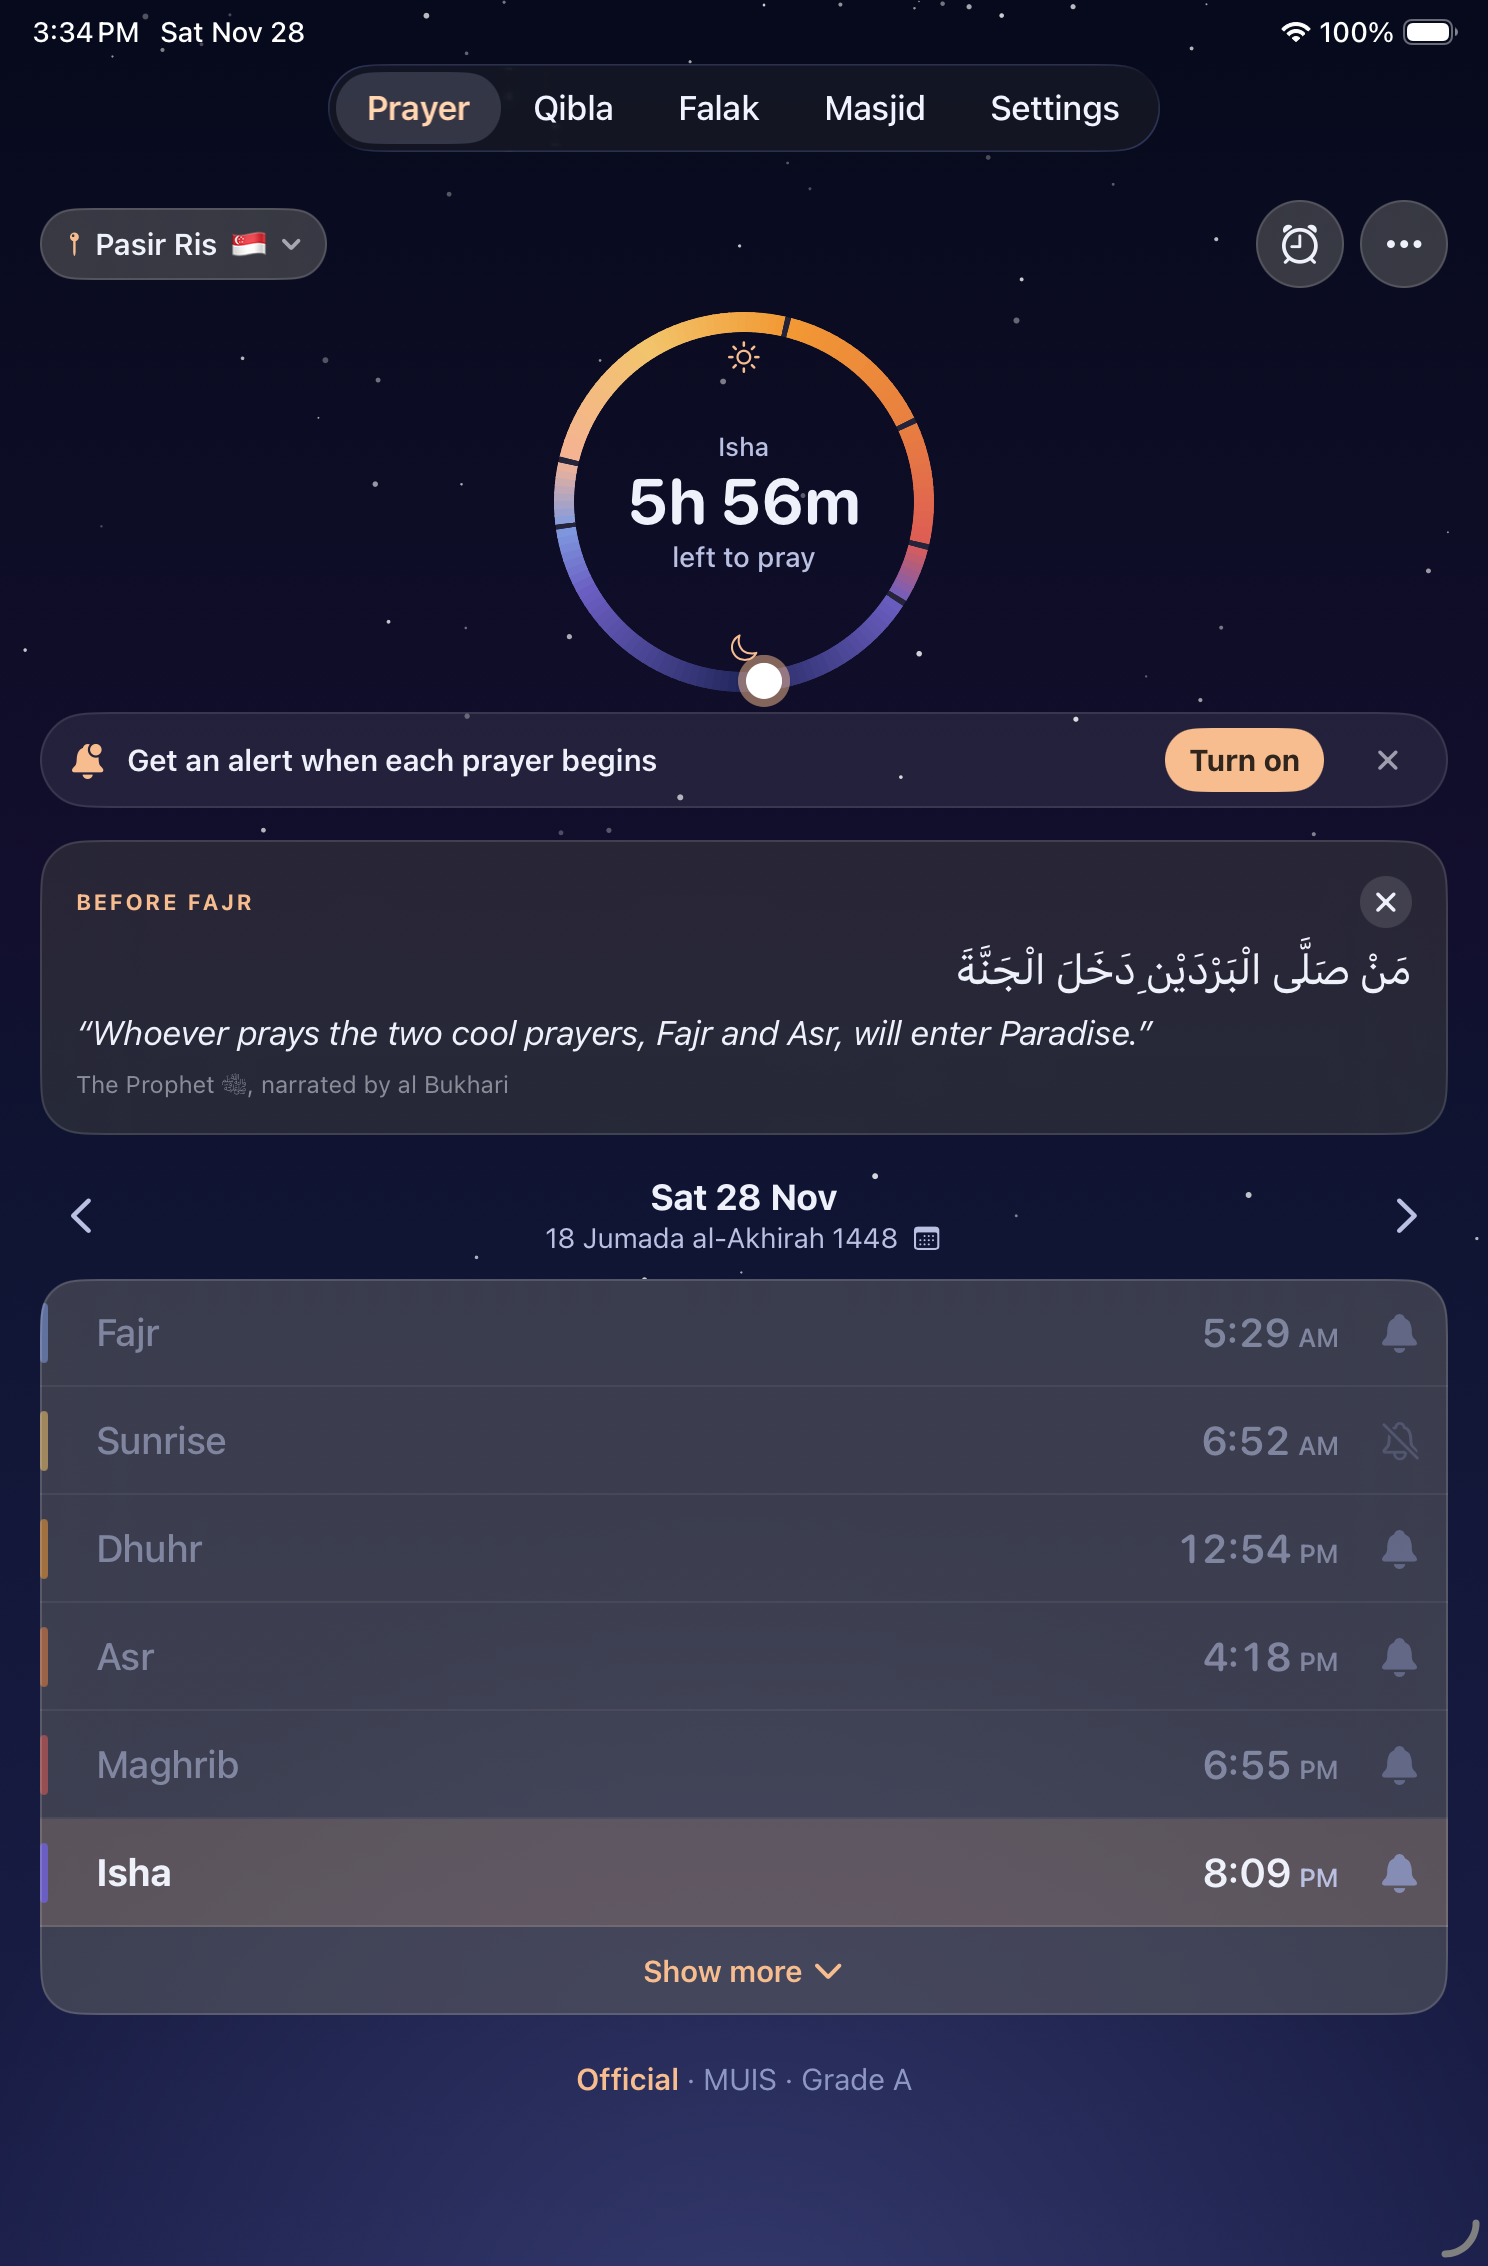 3:34 PM Sat Nov 28
100%
Prayer Qibla Falak Masjid Settings
Pasir Ris 🇸🇬
Isha
5h 56m
left to pray
Get an alert when each prayer begins
Turn on
BEFORE FAJR
مَنْ صَلَّى الْبَرْدَيْنِ دَخَلَ الْجَنَّةَ
“Whoever prays the two cool prayers, Fajr and Asr, will enter Paradise.”
The Prophet ﷺ, narrated by al Bukhari
Sat 28 Nov
18 Jumada al-Akhirah 1448
Fajr 5:29 AM
Sunrise 6:52 AM
Dhuhr 12:54 PM
Asr 4:18 PM
Maghrib 6:55 PM
Isha 8:09 PM
Show more
Official · MUIS · Grade A